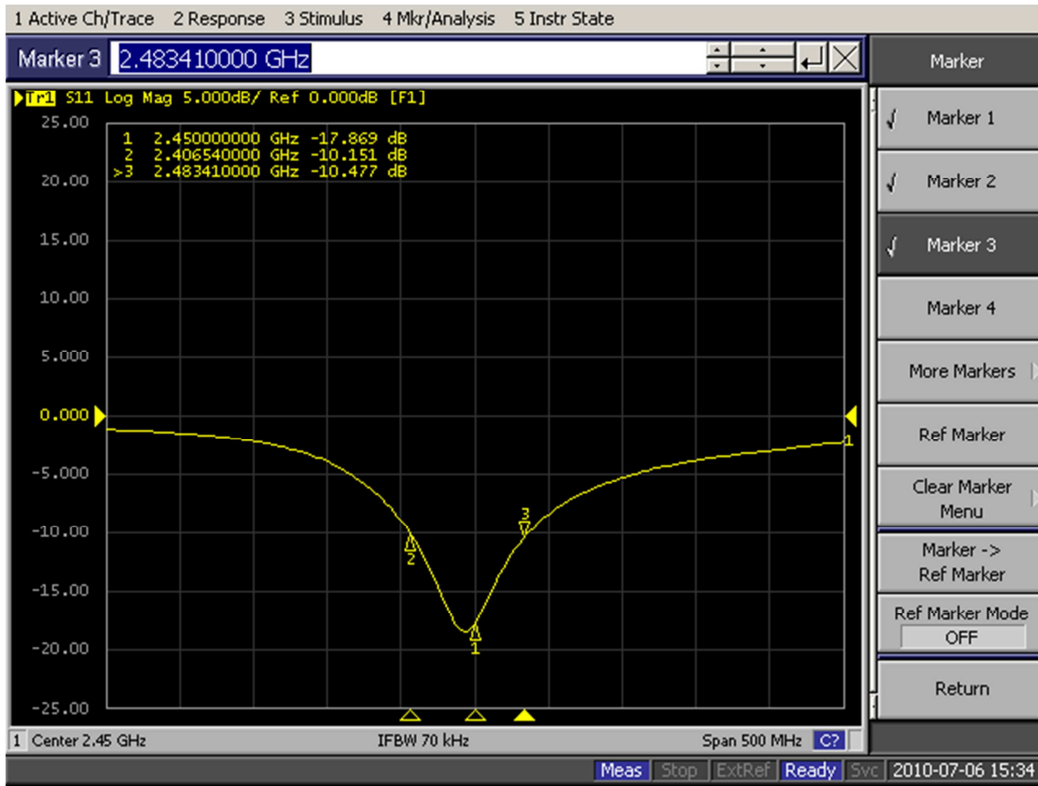 1 Active Ch/Trace 2 Response 3 Stimulus 4 Mkr/Analysis 5 Instr State
Marker 3 2.483410000 GHz
Marker
Tr1 S11 Log Mag 5.000dB/ Ref 0.000dB [F1]
25.00
1 2.450000000 GHz -17.869 dB
2 2.406540000 GHz -10.151 dB
>3 2.483410000 GHz -10.477 dB
20.00
15.00
10.00
5.000
0.000
-5.000
-10.00
-15.00
-20.00
-25.00
1
3
2
1
Marker 1
Marker 2
Marker 3
Marker 4
More Markers
Ref Marker
Clear Marker
Menu
Marker ->
Ref Marker
Ref Marker Mode
OFF
Return
1 Center 2.45 GHz IFBW 70 kHz Span 500 MHz C?
Meas Stop ExtRef Ready Svc 2010-07-06 15:34